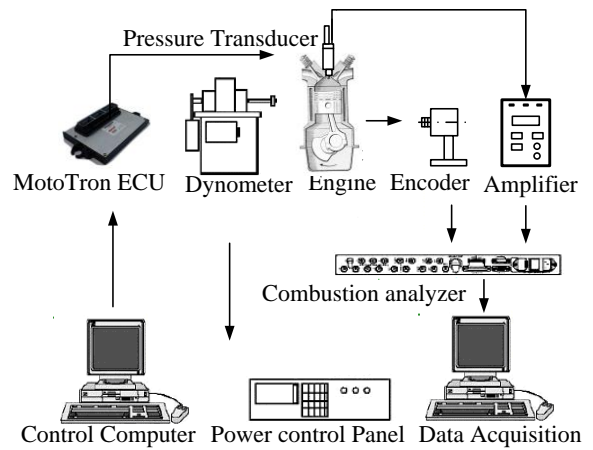 Pressure Transducer
MotoTron ECU
Dynometer
Engine
Encoder
Amplifier
Combustion analyzer
Control Computer
Power control Panel
Data Acquisition